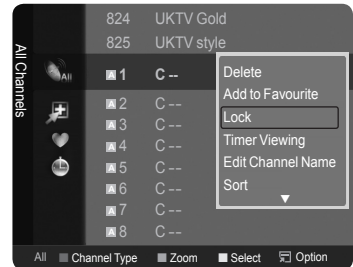 824 UKTV Gold
825 UKTV style
All Channels
All
A 1 C --
A 2 C --
A 3 C --
A 4 C --
A 5 C --
A 6 C --
A 7 C --
A 8 C --
Delete
Add to Favourite
Lock
Timer Viewing
Edit Channel Name
Sort
All Channel Type Zoom Select Option